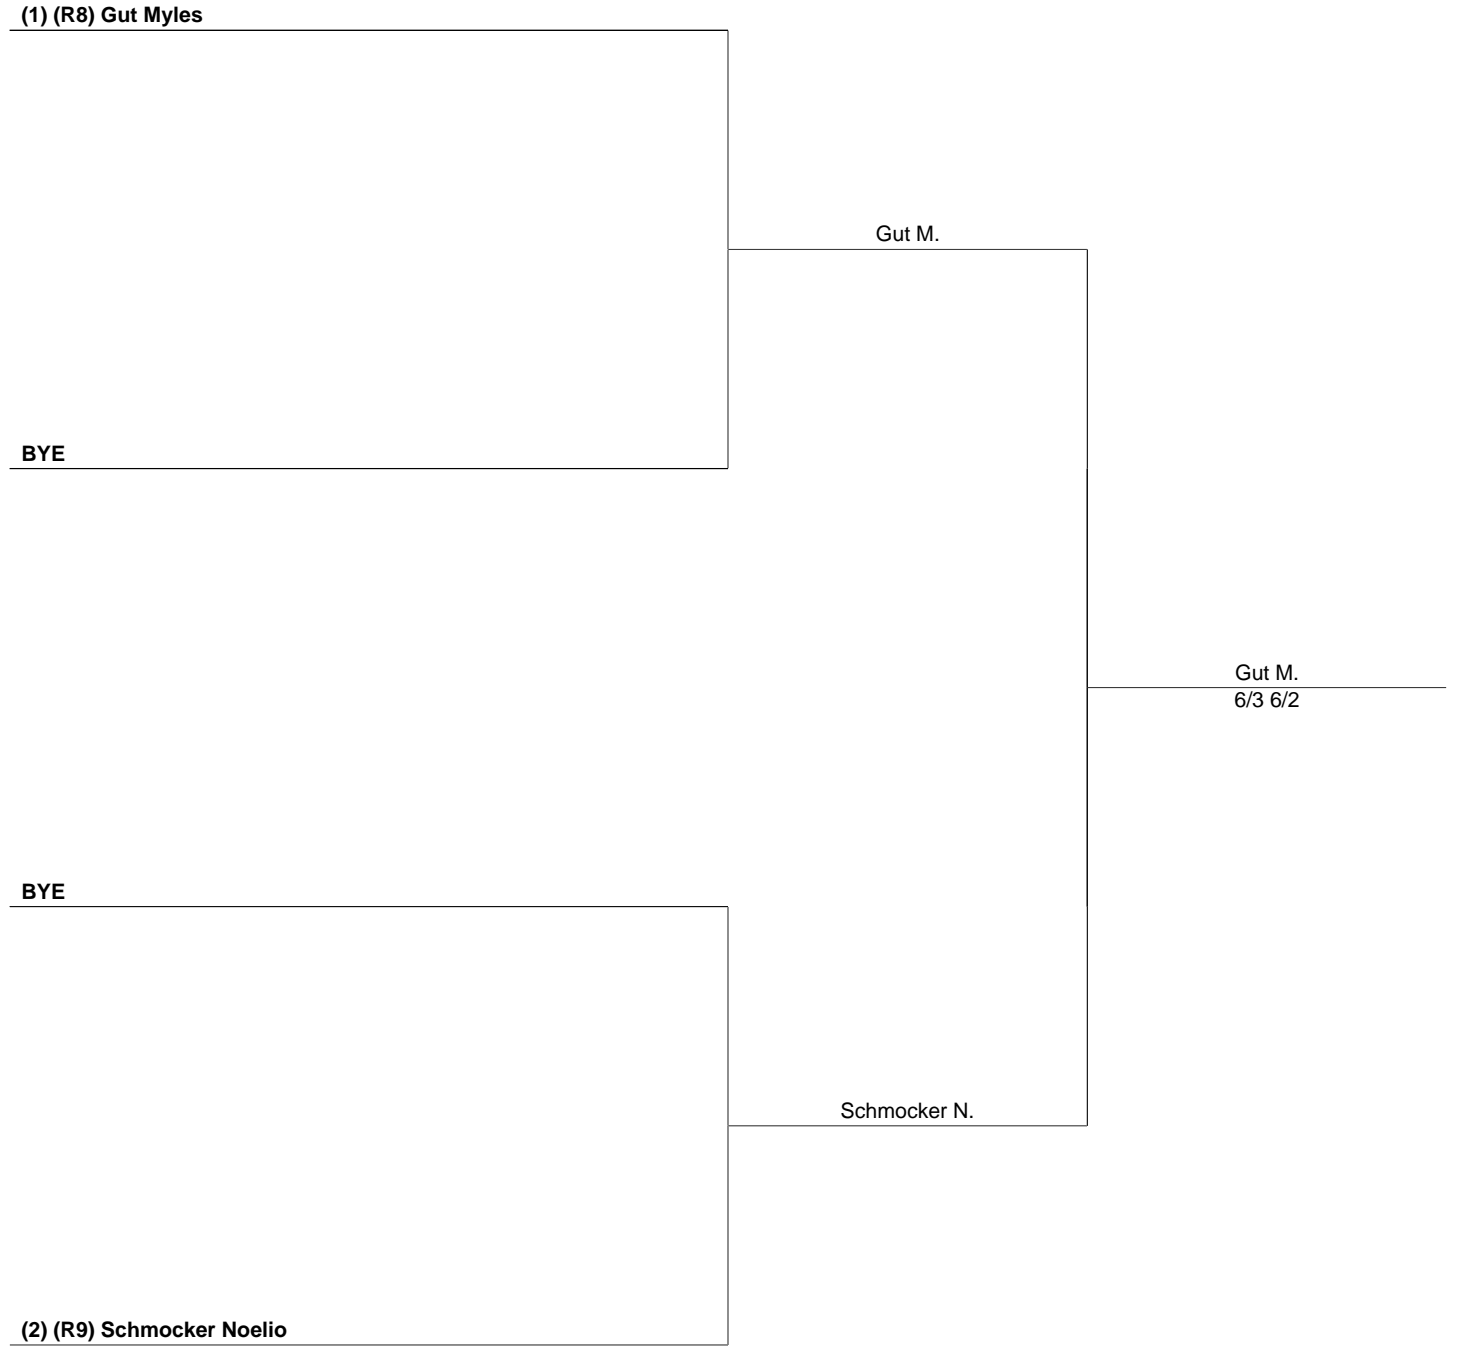 (1) (R8) Gut Myles
Gut M.
BYE
Gut M.
6/3 6/2
BYE
Schmocker N.
(2) (R9) Schmocker Noelio